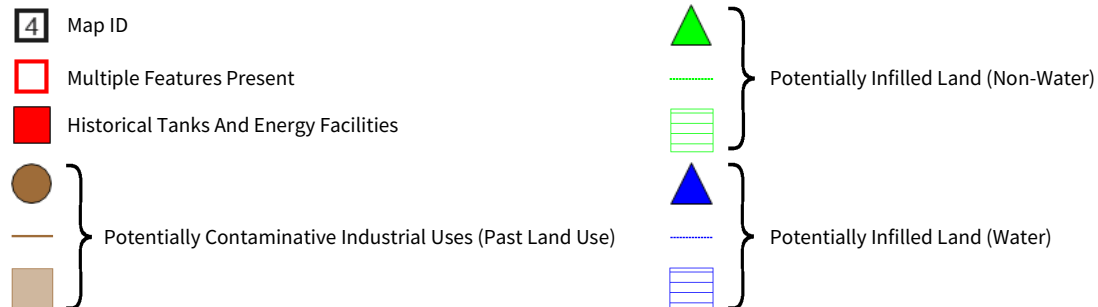 4 Map ID
Multiple Features Present
Historical Tanks And Energy Facilities
Potentially Contaminative Industrial Uses (Past Land Use)
Potentially Infilled Land (Non-Water)
Potentially Infilled Land (Water)